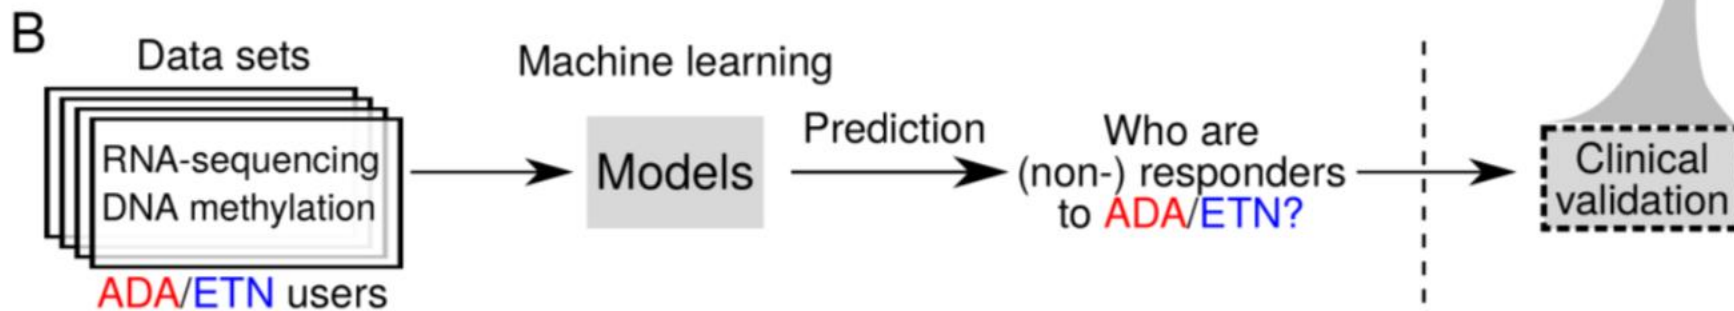 B
Data sets
RNA-sequencing
DNA methylation
ADA/ETN users
Machine learning
Models
Prediction
Who are
(non-) responders
to ADA/ETN?
Clinical
validation